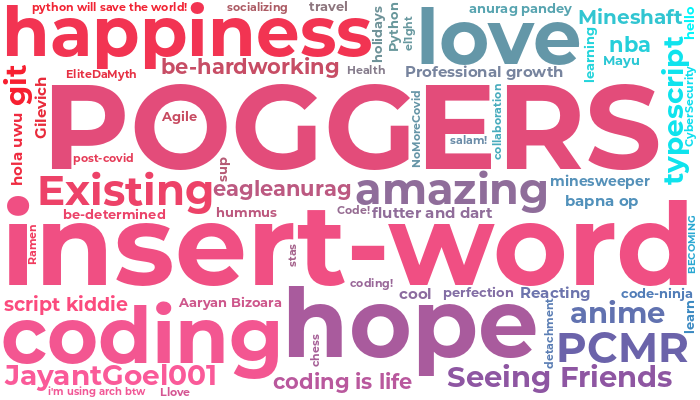 python will save the world!
socializing
travel
anurag pandey
happiness
holidays
Python
e1ight
love
Mineshaft
hello
nba
learning
Mayu
typescript
CyberSecurity
git
EliteDaMyth
be-hardworking
Health
Professional growth
Gilevich
POGGERS
Agile
NoMoreCovid
salam!
collaboration
hola uwu
post-covid
sup
Existing
eagleanurag
amazing
minesweeper
bapna op
be-determined
hummus
Code!
flutter and dart
insert-word
Ramen
stas
BECOMING
coding!
script kiddie
Aaryan Bizoara
hope
cool
perfection
Reacting
code-ninja
coding
chess
detachment
anime
learn
PCMR
JayantGoel001
coding is life
Seeing Friends
i'm using arch btw
Llove